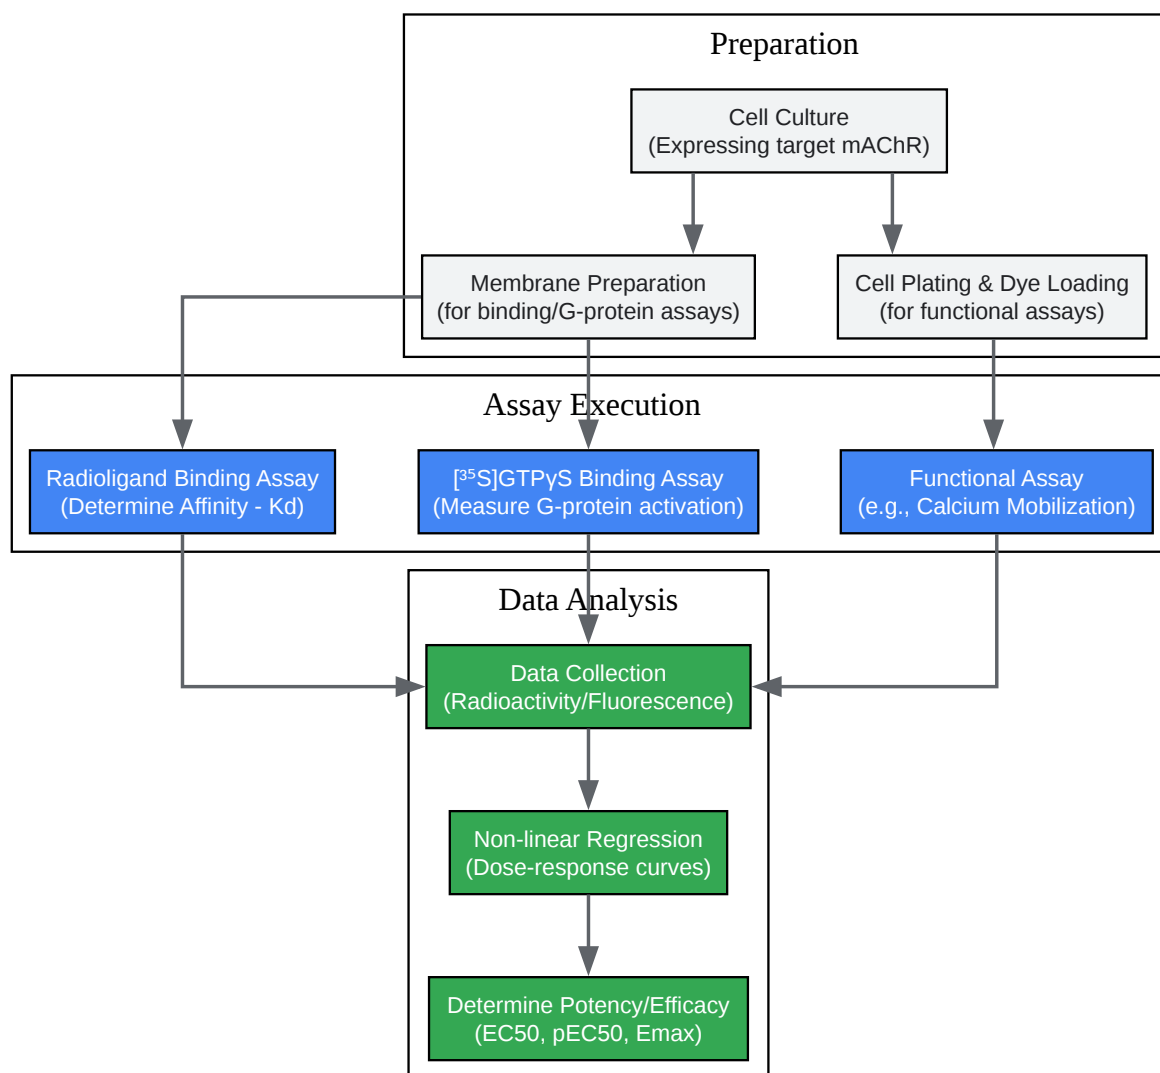 Preparation
Cell Culture
(Expressing target mAChR)
Membrane Preparation
(for binding/G-protein assays)
Cell Plating & Dye Loading
(for functional assays)
Assay Execution
Radioligand Binding Assay
(Determine Affinity - Kd)
[³⁵S]GTPγS Binding Assay
(Measure G-protein activation)
Functional Assay
(e.g., Calcium Mobilization)
Data Analysis
Data Collection
(Radioactivity/Fluorescence)
Non-linear Regression
(Dose-response curves)
Determine Potency/Efficacy
(EC50, pEC50, Emax)